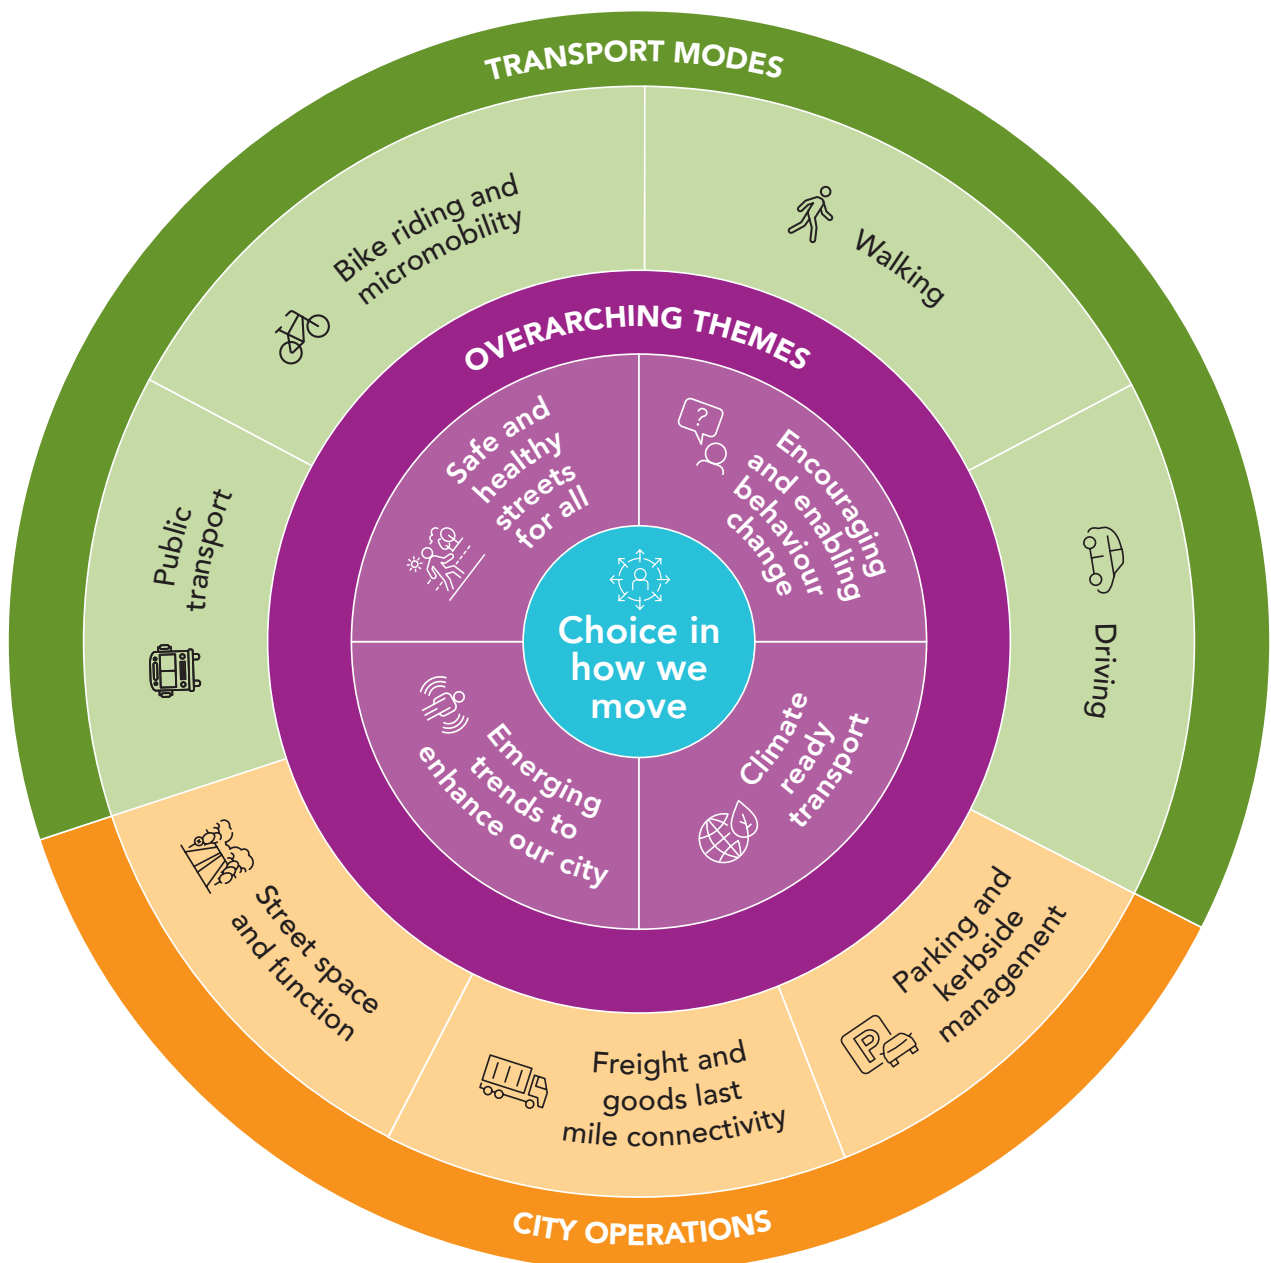 TRANSPORT MODES
Bike riding and
micromobility
Walking
Public
transport
Driving
OVERARCHING THEMES
Safe and
healthy
streets
for all
?
Encouraging
and enabling
behaviour
change
Choice in
how we
move
Emerging
trends to
enhance our city
Climate
ready
transport
Street space
and function
Freight and
goods last
mile connectivity
P
Parking and
kerbside
management
CITY OPERATIONS